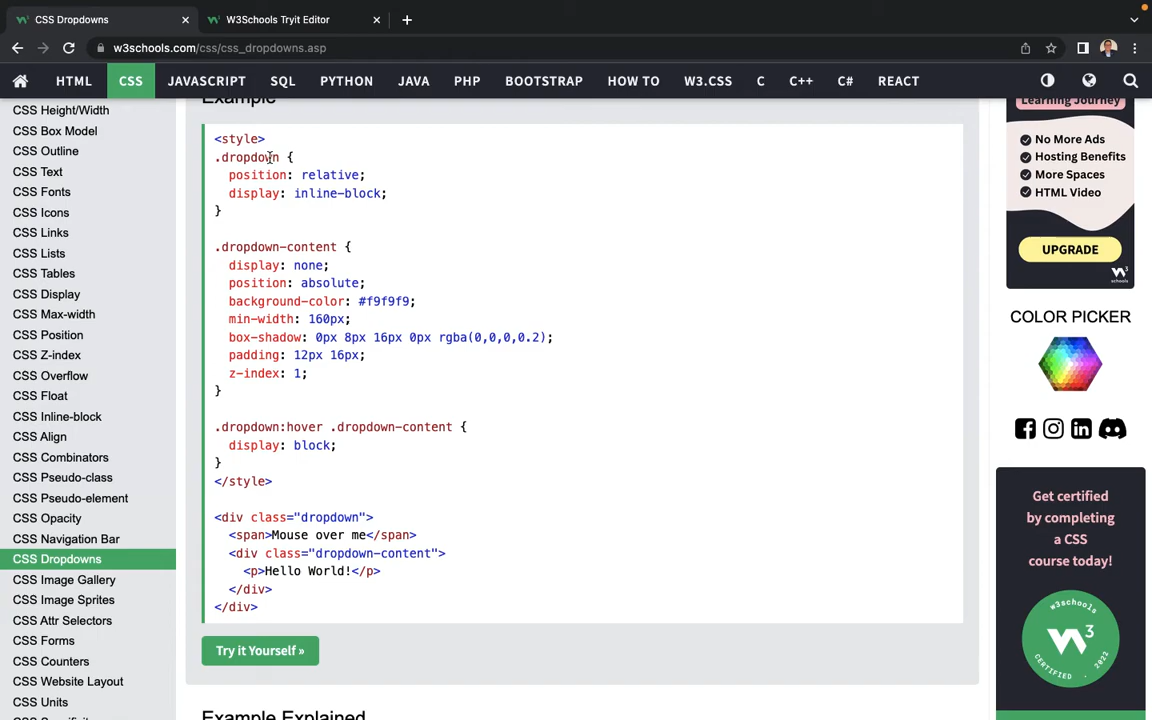 CSS Dropdowns
W3Schools Tryit Editor
w3schools.com/css/css_dropdowns.asp
HTML CSS JAVASCRIPT SQL PYTHON JAVA PHP BOOTSTRAP HOW TO W3.CSS C C++ C# REACT
CSS Height/Width
CSS Box Model
CSS Outline
CSS Text
CSS Fonts
CSS Icons
CSS Links
CSS Lists
CSS Tables
CSS Display
CSS Max-width
CSS Position
CSS Z-index
CSS Overflow
CSS Float
CSS Inline-block
CSS Align
CSS Combinators
CSS Pseudo-class
CSS Pseudo-element
CSS Opacity
CSS Navigation Bar
CSS Dropdowns
CSS Image Gallery
CSS Image Sprites
CSS Attr Selectors
CSS Forms
CSS Counters
CSS Website Layout
CSS Units
Example
<style>
.dropdown {
position: relative;
display: inline-block;
}
.dropdown-content {
display: none;
position: absolute;
background-color: #f9f9f9;
min-width: 160px;
box-shadow: 0px 8px 16px 0px rgba(0,0,0,0.2);
padding: 12px 16px;
z-index: 1;
}
.dropdown:hover .dropdown-content {
display: block;
}
</style>
<div class="dropdown">
<span>Mouse over me</span>
<div class="dropdown-content">
<p>Hello World!</p>
</div>
</div>
Try it Yourself »
Example Explained
Learning Journey
No More Ads
Hosting Benefits
More Spaces
HTML Video
UPGRADE
W3
schools
COLOR PICKER
Get certified
by completing
a CSS
course today!
w3schools
W3
CERTIFIED . 2022